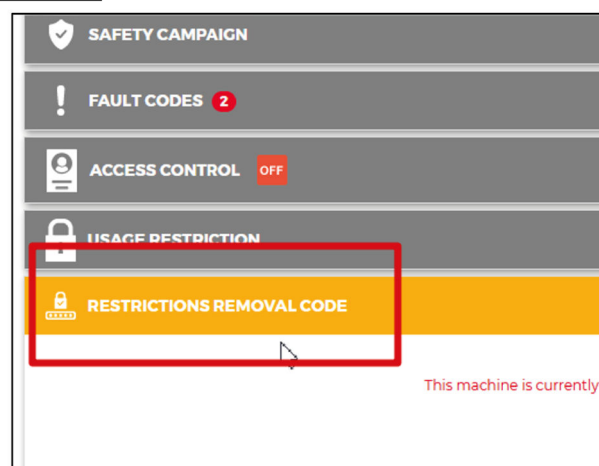 SAFETY CAMPAIGN
FAULT CODES 2
ACCESS CONTROL OFF
USAGE RESTRICTION
RESTRICTIONS REMOVAL CODE
This machine is currently